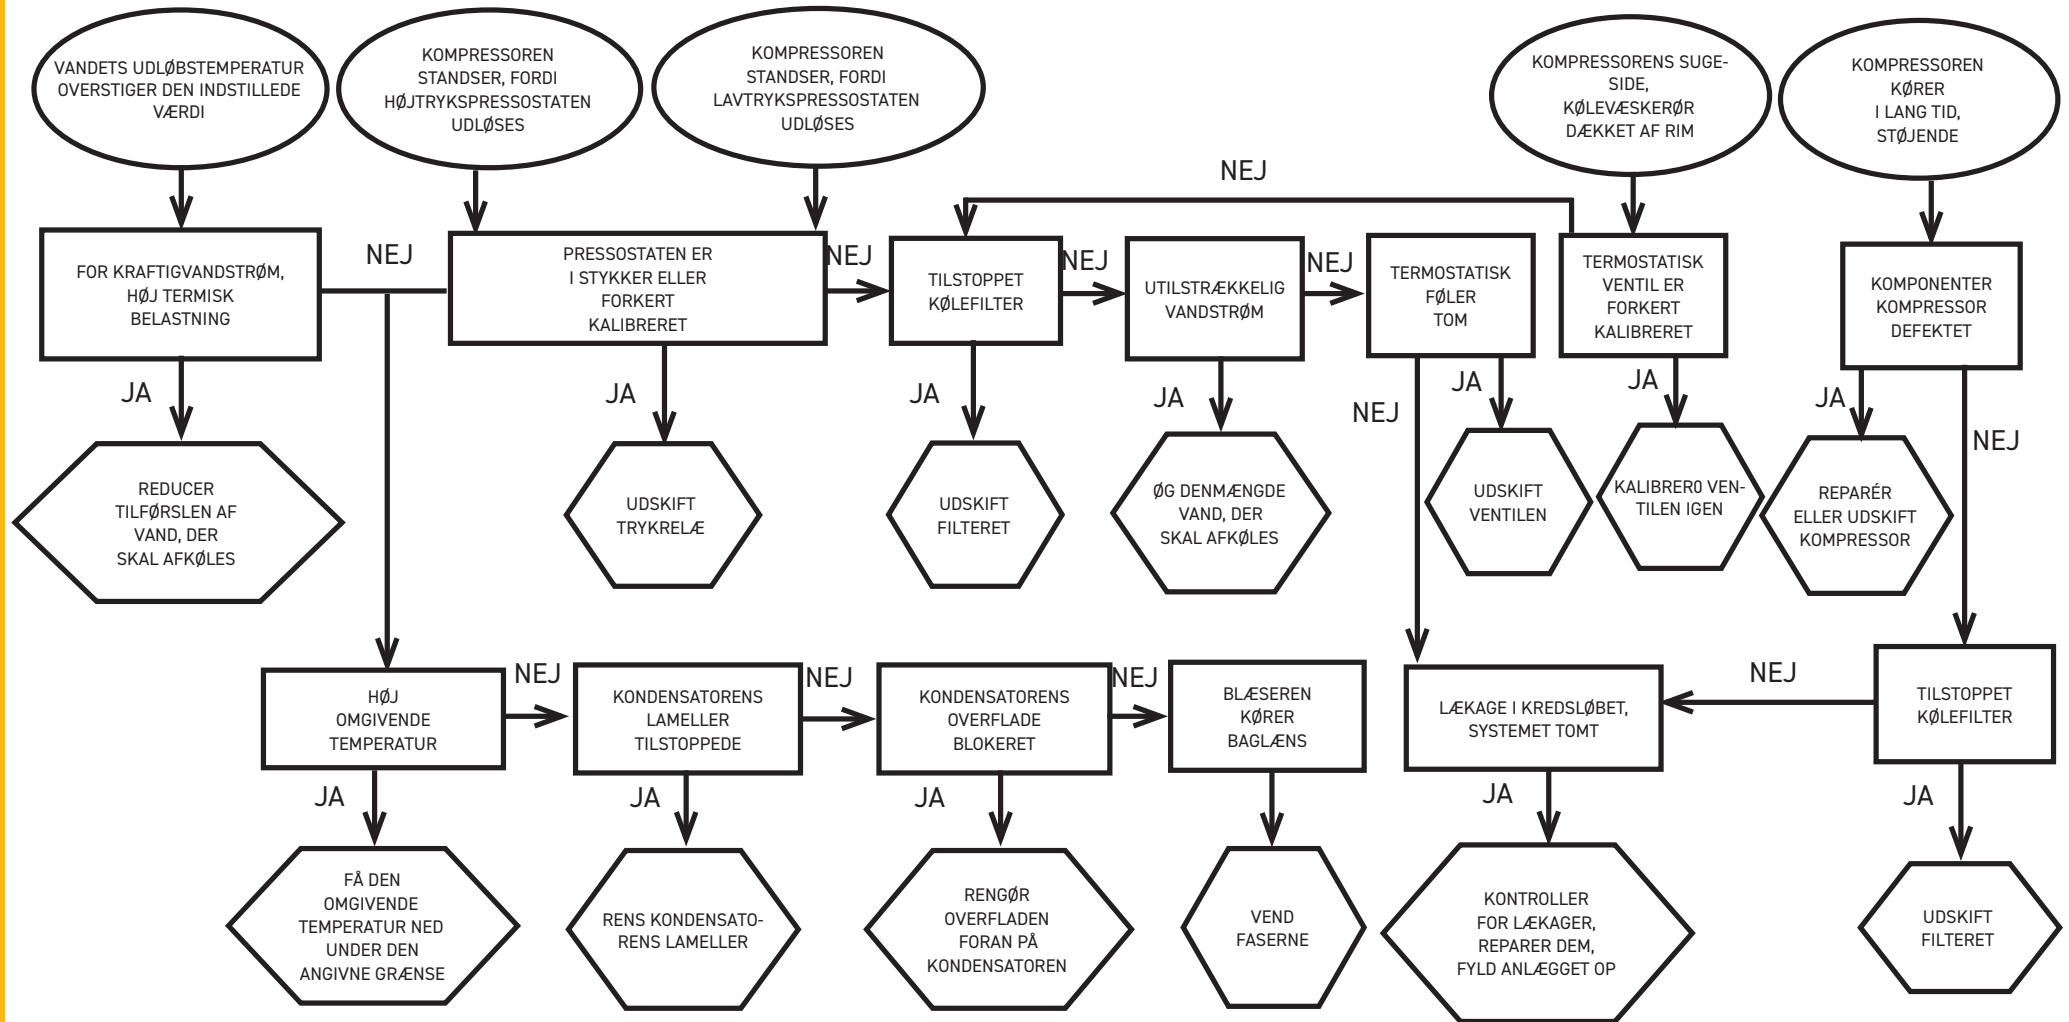 VANDETS UDLØBSTEMPERATUR
OVERSTIGER DEN INDSTILLEDE
VÆRDI
KOMPRESSOREN
STANDSER, FORDI
HØJTRYKSPRESSOSTATEN
UDLØSES
KOMPRESSOREN
STANDSER, FORDI
LAVTRYKSPRESSOSTATEN
UDLØSES
KOMPRESSORENS SUGE-
SIDE,
KØLEVÆSKERØR
DÆKKET AF RIM
KOMPRESSOREN
KØRER
I LANG TID,
STØJENDE
NEJ
FOR KRAFTIGVANDSTRØM,
HØJ TERMISK
BELASTNING
NEJ
PRESSOSTATEN ER
I STYKKER ELLER
FORKERT
KALIBRERET
NEJ
TILSTOPPET
KØLEFILTER
NEJ
UTILSTRÆKKELIG
VANDSTRØM
NEJ
TERMOSTATISK
FØLER
TOM
TERMOSTATISK
VENTIL ER
FORKERT
KALIBRERET
KOMPONENTER
KOMPRESSOR
DEFEKTET
JA
JA
JA
JA
NEJ
JA
JA
JA
NEJ
REDUCER
TILFØRSLEN AF
VAND, DER
SKAL AFKØLES
UDSKIFT
TRYKRELÆ
UDSKIFT
FILTERET
ØG DENMÆNGDE
VAND, DER
SKAL AFKØLES
UDSKIFT
VENTILEN
KALIBRER0 VEN-
TILEN IGEN
REPARÉR
ELLER UDSKIFT
KOMPRESSOR
HØJ
OMGIVENDE
TEMPERATUR
NEJ
KONDENSATORENS
LAMELLER
TILSTOPPEDE
NEJ
KONDENSATORENS
OVERFLADE
BLOKERET
NEJ
BLÆSEREN
KØRER
BAGLÆNS
LÆKAGE I KREDSLØBET,
SYSTEMET TOMT
NEJ
TILSTOPPET
KØLEFILTER
JA
JA
JA
JA
JA
FÅ DEN
OMGIVENDE
TEMPERATUR NED
UNDER DEN
ANGIVNE GRÆNSE
RENS KONDENSATO-
RENS LAMELLER
RENGØR
OVERFLADEN
FORAN PÅ
KONDENSATOREN
VEND
FASERNE
KONTROLLER
FOR LÆKAGER,
REPARER DEM,
FYLD ANLÆGGET OP
UDSKIFT
FILTERET